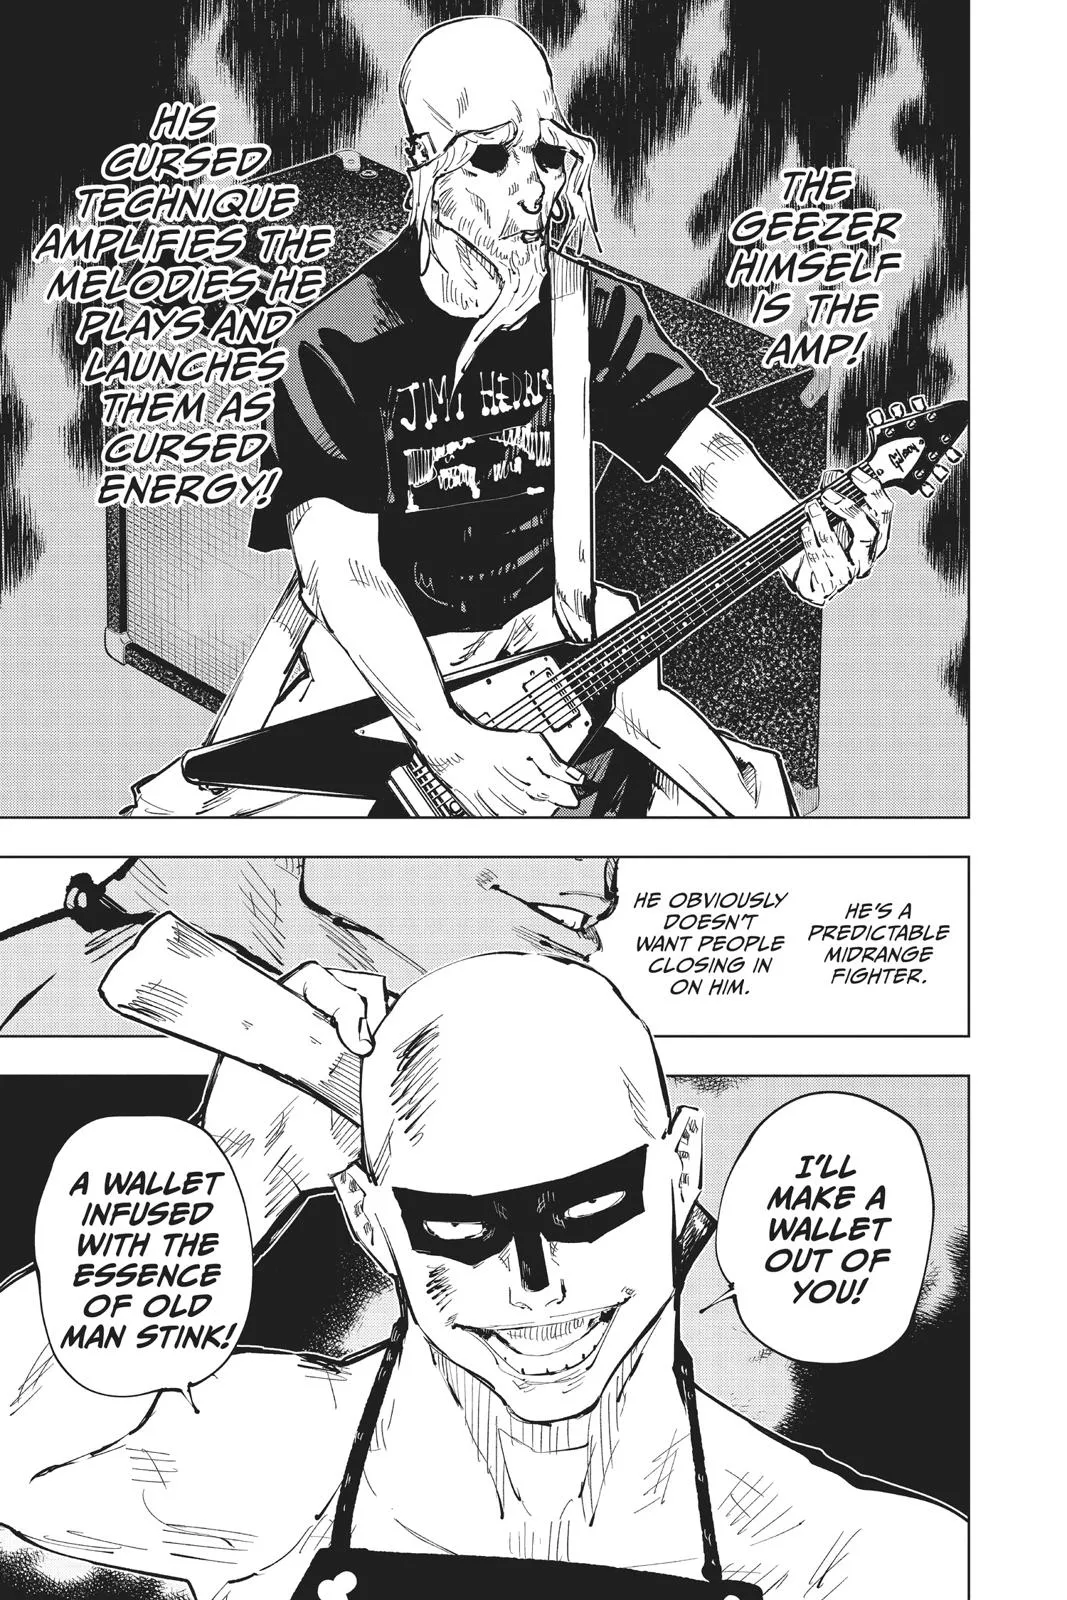 THE
GEEZER
HIMSELF
IS THE
AMP!
HIS
CURSED
TECHNIQUE
AMPLIFIES THE
MELODIES HE
PLAYS AND
LAUNCHES
THEM AS
CURSED
ENERGY!
JIMI HEDRIX
HE'S A
PREDICTABLE
MIDRANGE
FIGHTER.
HE OBVIOUSLY
DOESN'T
WANT PEOPLE
CLOSING IN
ON HIM.
I'LL
MAKE A
WALLET
OUT OF
YOU!
A WALLET
INFUSED
WITH THE
ESSENCE
OF OLD
MAN STINK!